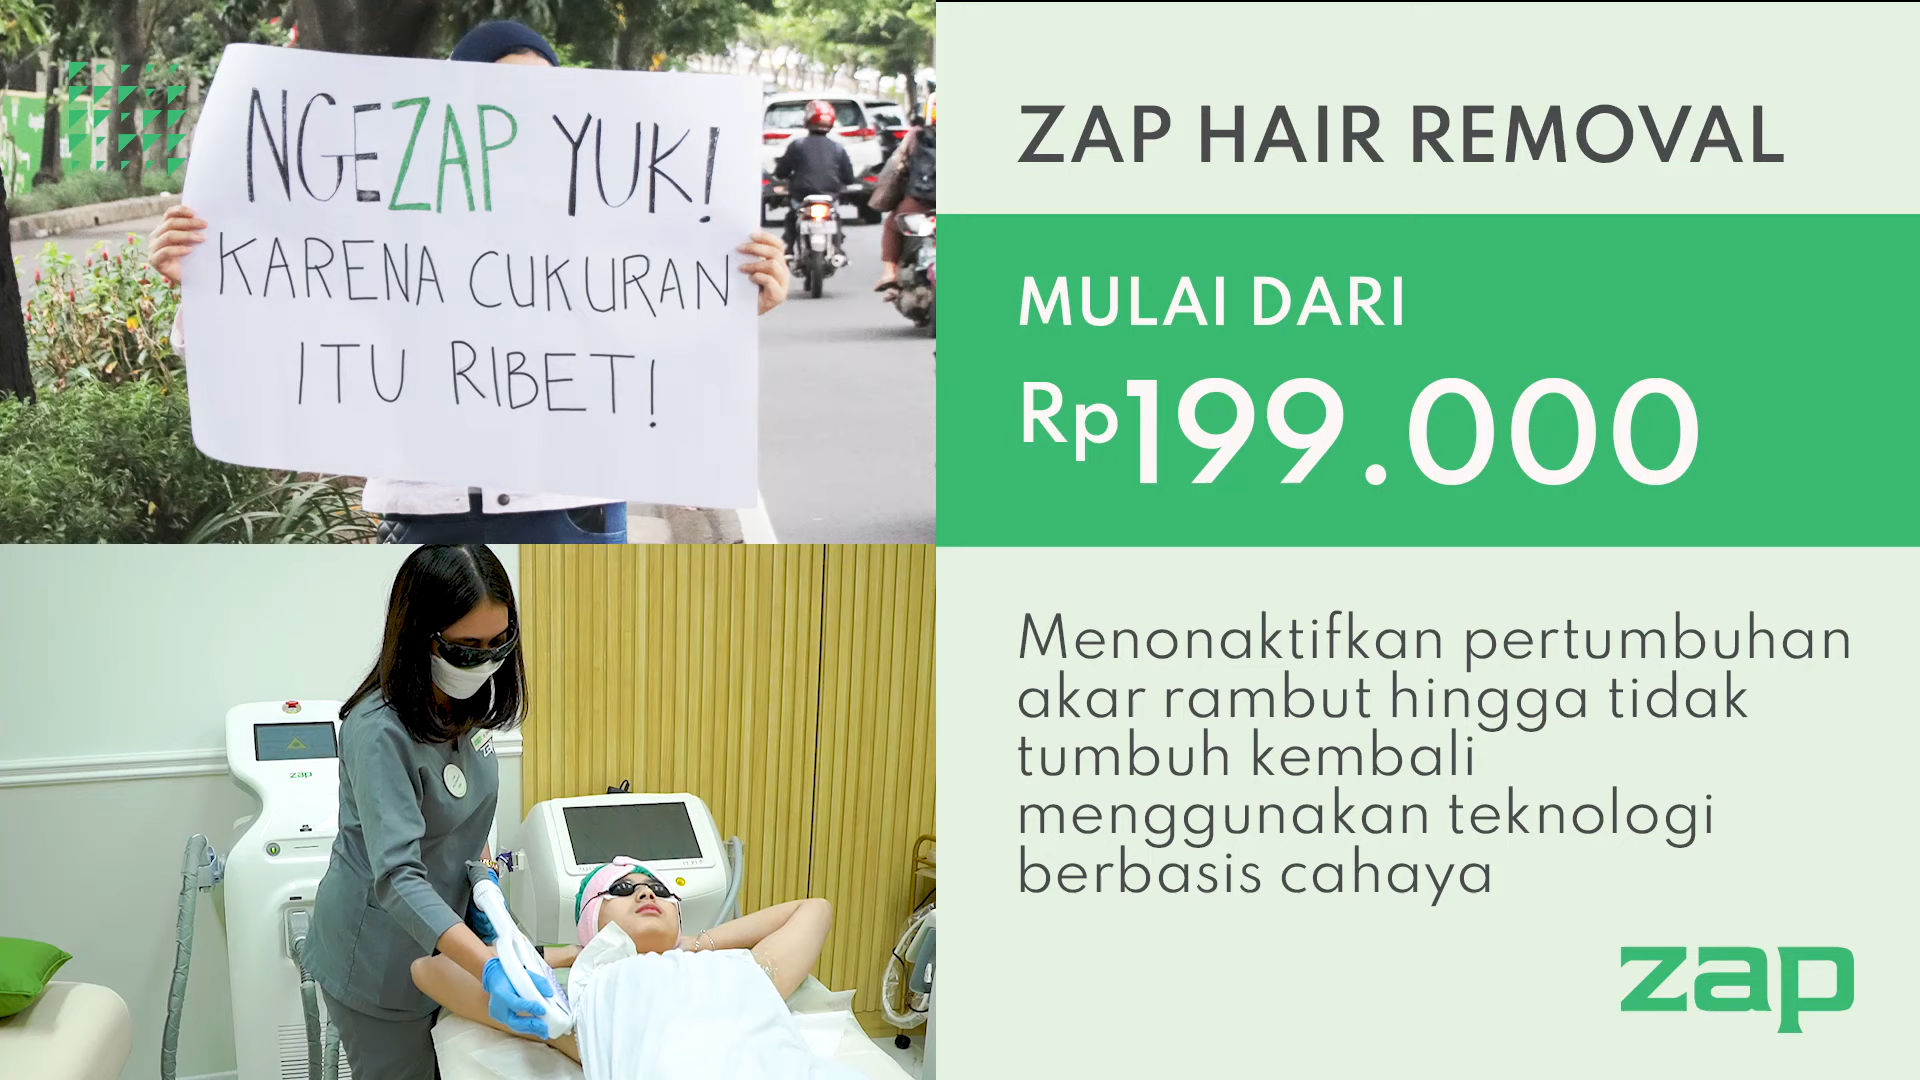 NGEZAP YUK!
KARENA CUKURAN
ITU RIBET!
ZAP HAIR REMOVAL
MULAI DARI
Rp199.000
Menonaktifkan pertumbuhan
akar rambut hingga tidak
tumbuh kembali
menggunakan teknologi
berbasis cahaya
zap
zap